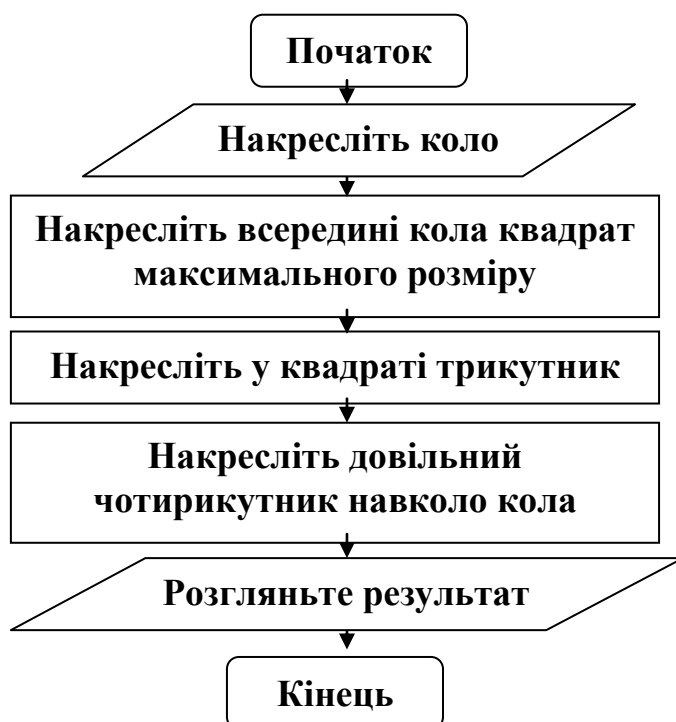 Початок
Накресліть коло
Накресліть всередині кола квадрат
максимального розміру
Накресліть у квадраті трикутник
Накресліть довільний
чотирикутник навколо кола
Розгляньте результат
Кінець